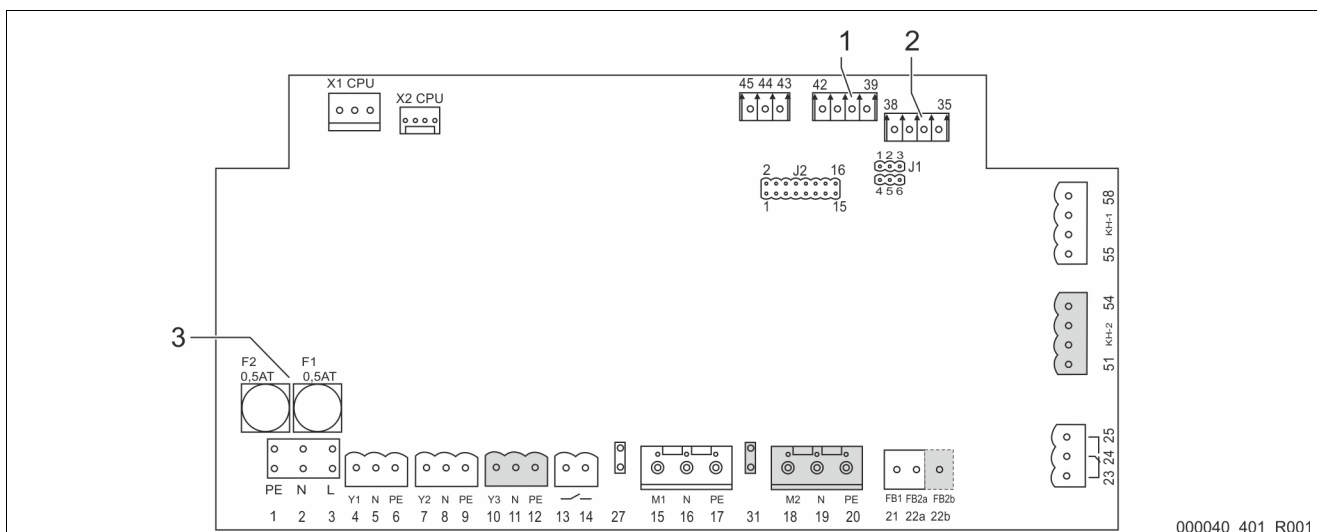 1 2
X1 CPU
X2 CPU
45 44 43
42 39
38 35
1 2 3
J1
4 5 6
2 J2 16
1 15
58
KH-1
55
54
KH-2
51
3
F2 F1
0,5AT 0,5AT
25
24
23
PE N L
Y1 N PE
Y2 N PE
Y3 N PE
M1 N PE
M2 N PE
FB1 FB2a FB2b
1 2 3 4 5 6 7 8 9 10 11 12 13 14 27 15 16 17 31 18 19 20 21 22a 22b
000040_401_R001